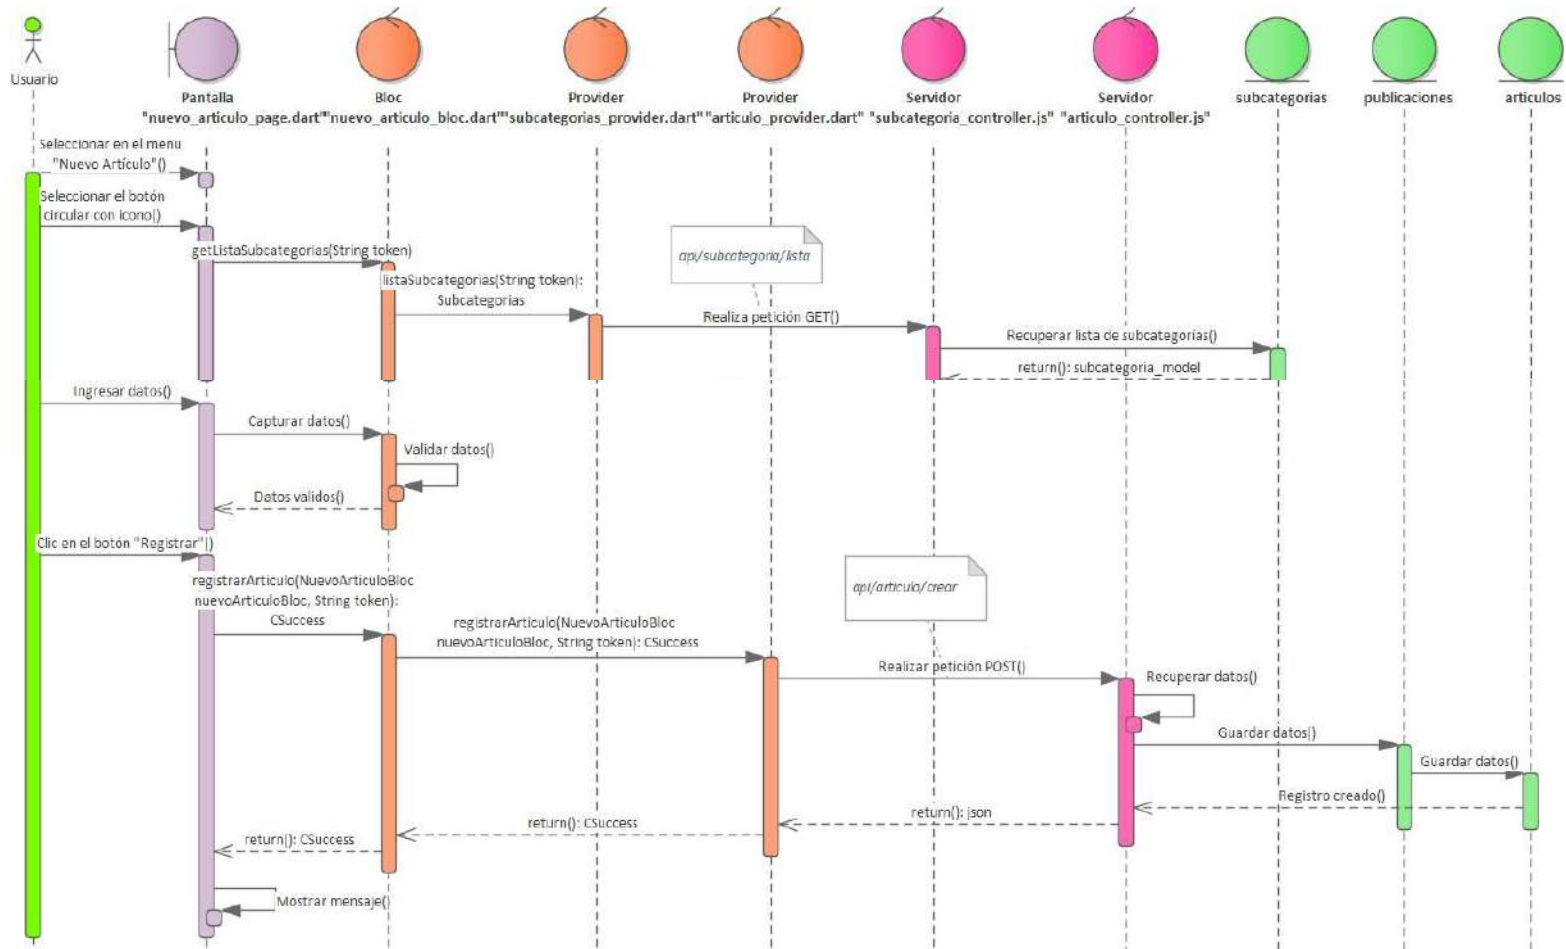 Usuario
Pantalla
"nuevo_articulo_page.dart"
Bloc
"nuevo_articulo_bloc.dart"
Provider
"subcategorias_provider.dart"
Provider
"articulo_provider.dart"
Servidor
"subcategoria_controller.js"
Servidor
"articulo_controller.js"
subcategorias
publicaciones
articulos
Seleccionar en el menu
"Nuevo Artículo"()
Seleccionar el botón
circular con icono()
getListaSubcategorias(String token)
listaSubcategorias(String token):
Subcategorias
api/subcategoria/lista
Realiza petición GET()
Recuperar lista de subcategorías()
return(): subcategoria_model
Ingresar datos()
Capturar datos()
Validar datos()
Datos validos()
Clic en el botón "Registrar"()
registrarArticulo(NuevoArticuloBloc
nuevoArticuloBloc, String token):
CSuccess
registrarArticulo(NuevoArticuloBloc
nuevoArticuloBloc, String token): CSuccess
api/articulo/crear
Realizar petición POST()
Recuperar datos()
Guardar datos()
Guardar datos()
Registro creado()
return(): json
return(): CSuccess
return(): CSuccess
Mostrar mensaje()